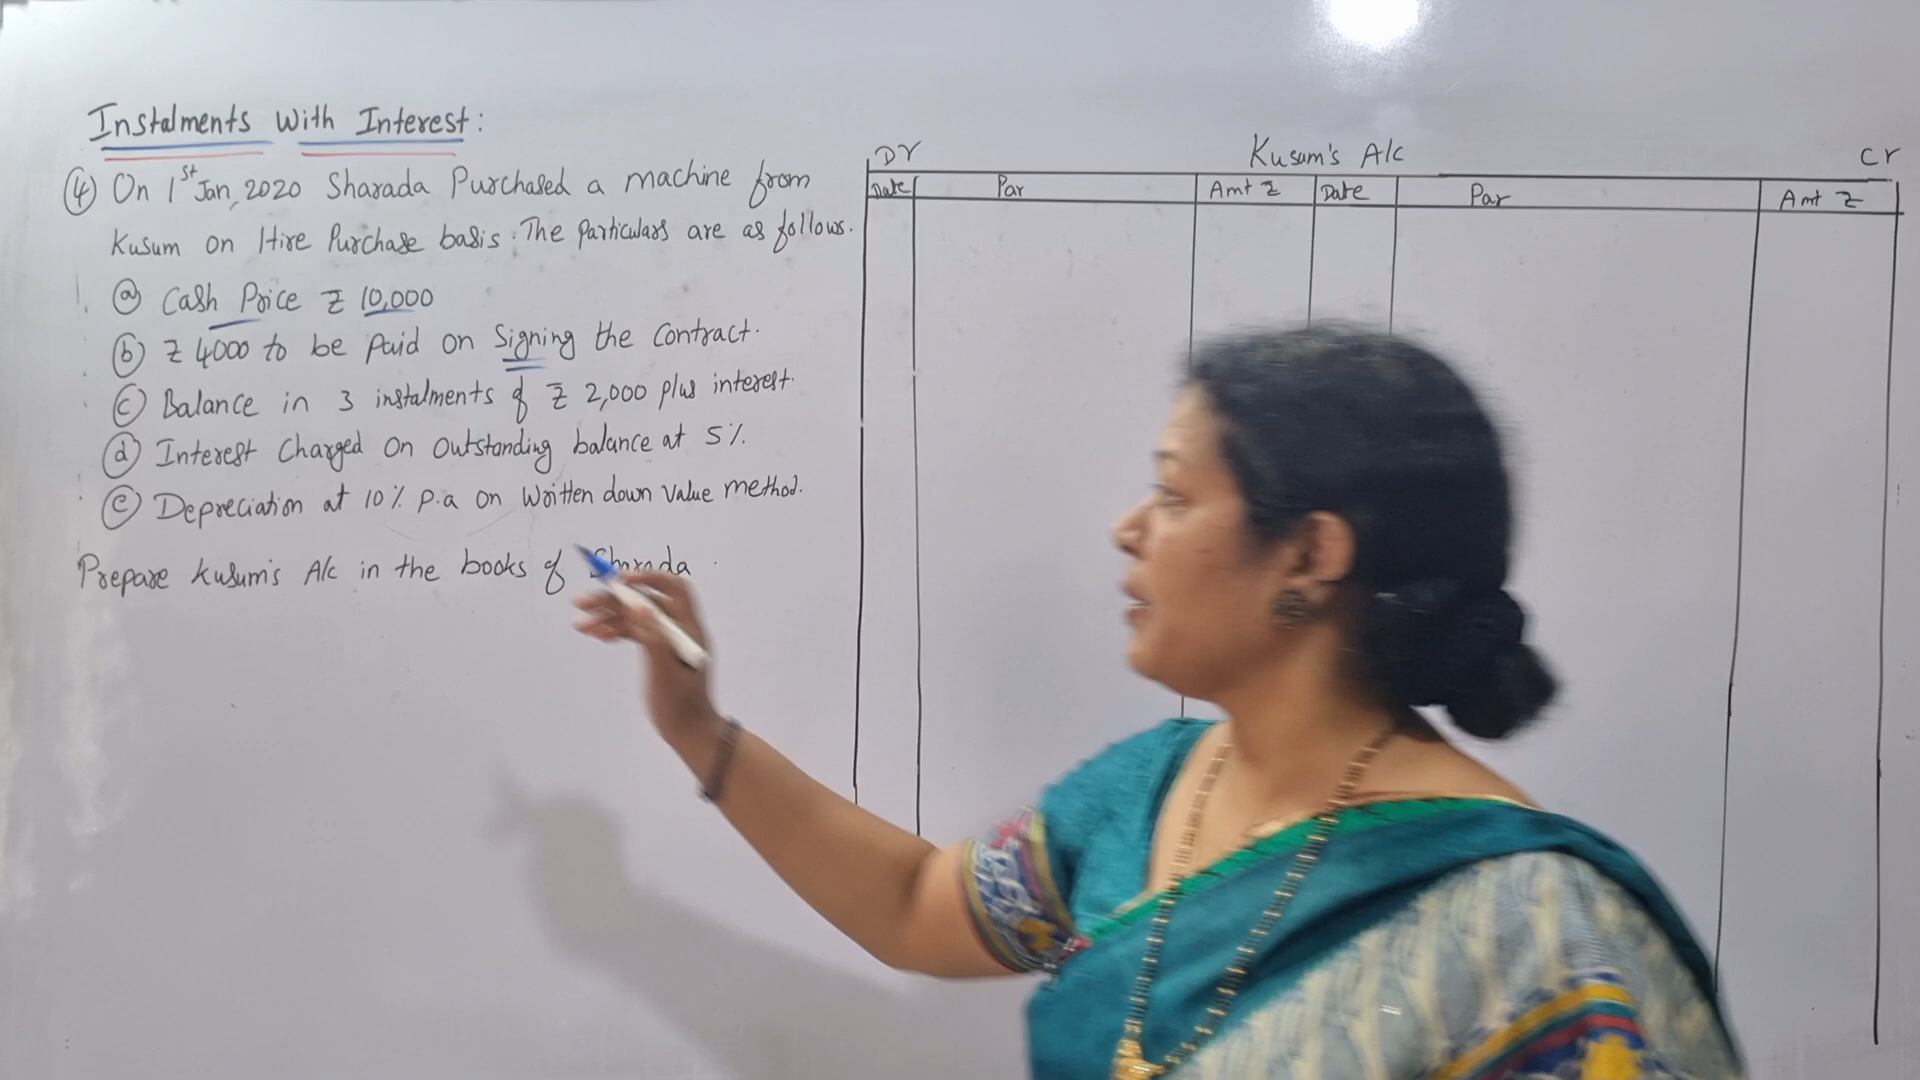 Instalments With Interest:
④ On 1st Jan, 2020 Sharada Purchased a machine from
Kusum on Hire Purchase basis. The Particulars are as follows.
ⓐ Cash Price ₹ 10,000
ⓑ ₹ 4000 to be paid on Signing the Contract.
ⓒ Balance in 3 instalments of ₹ 2,000 plus interest.
ⓓ Interest Charged on Outstanding balance at 5%.
ⓔ Depreciation at 10% p.a on Written down Value method.
Prepare Kusum's A/c in the books of Sharada.
Dr Kusum's A/c Cr
Date Par Amt ₹ Date Par Amt ₹